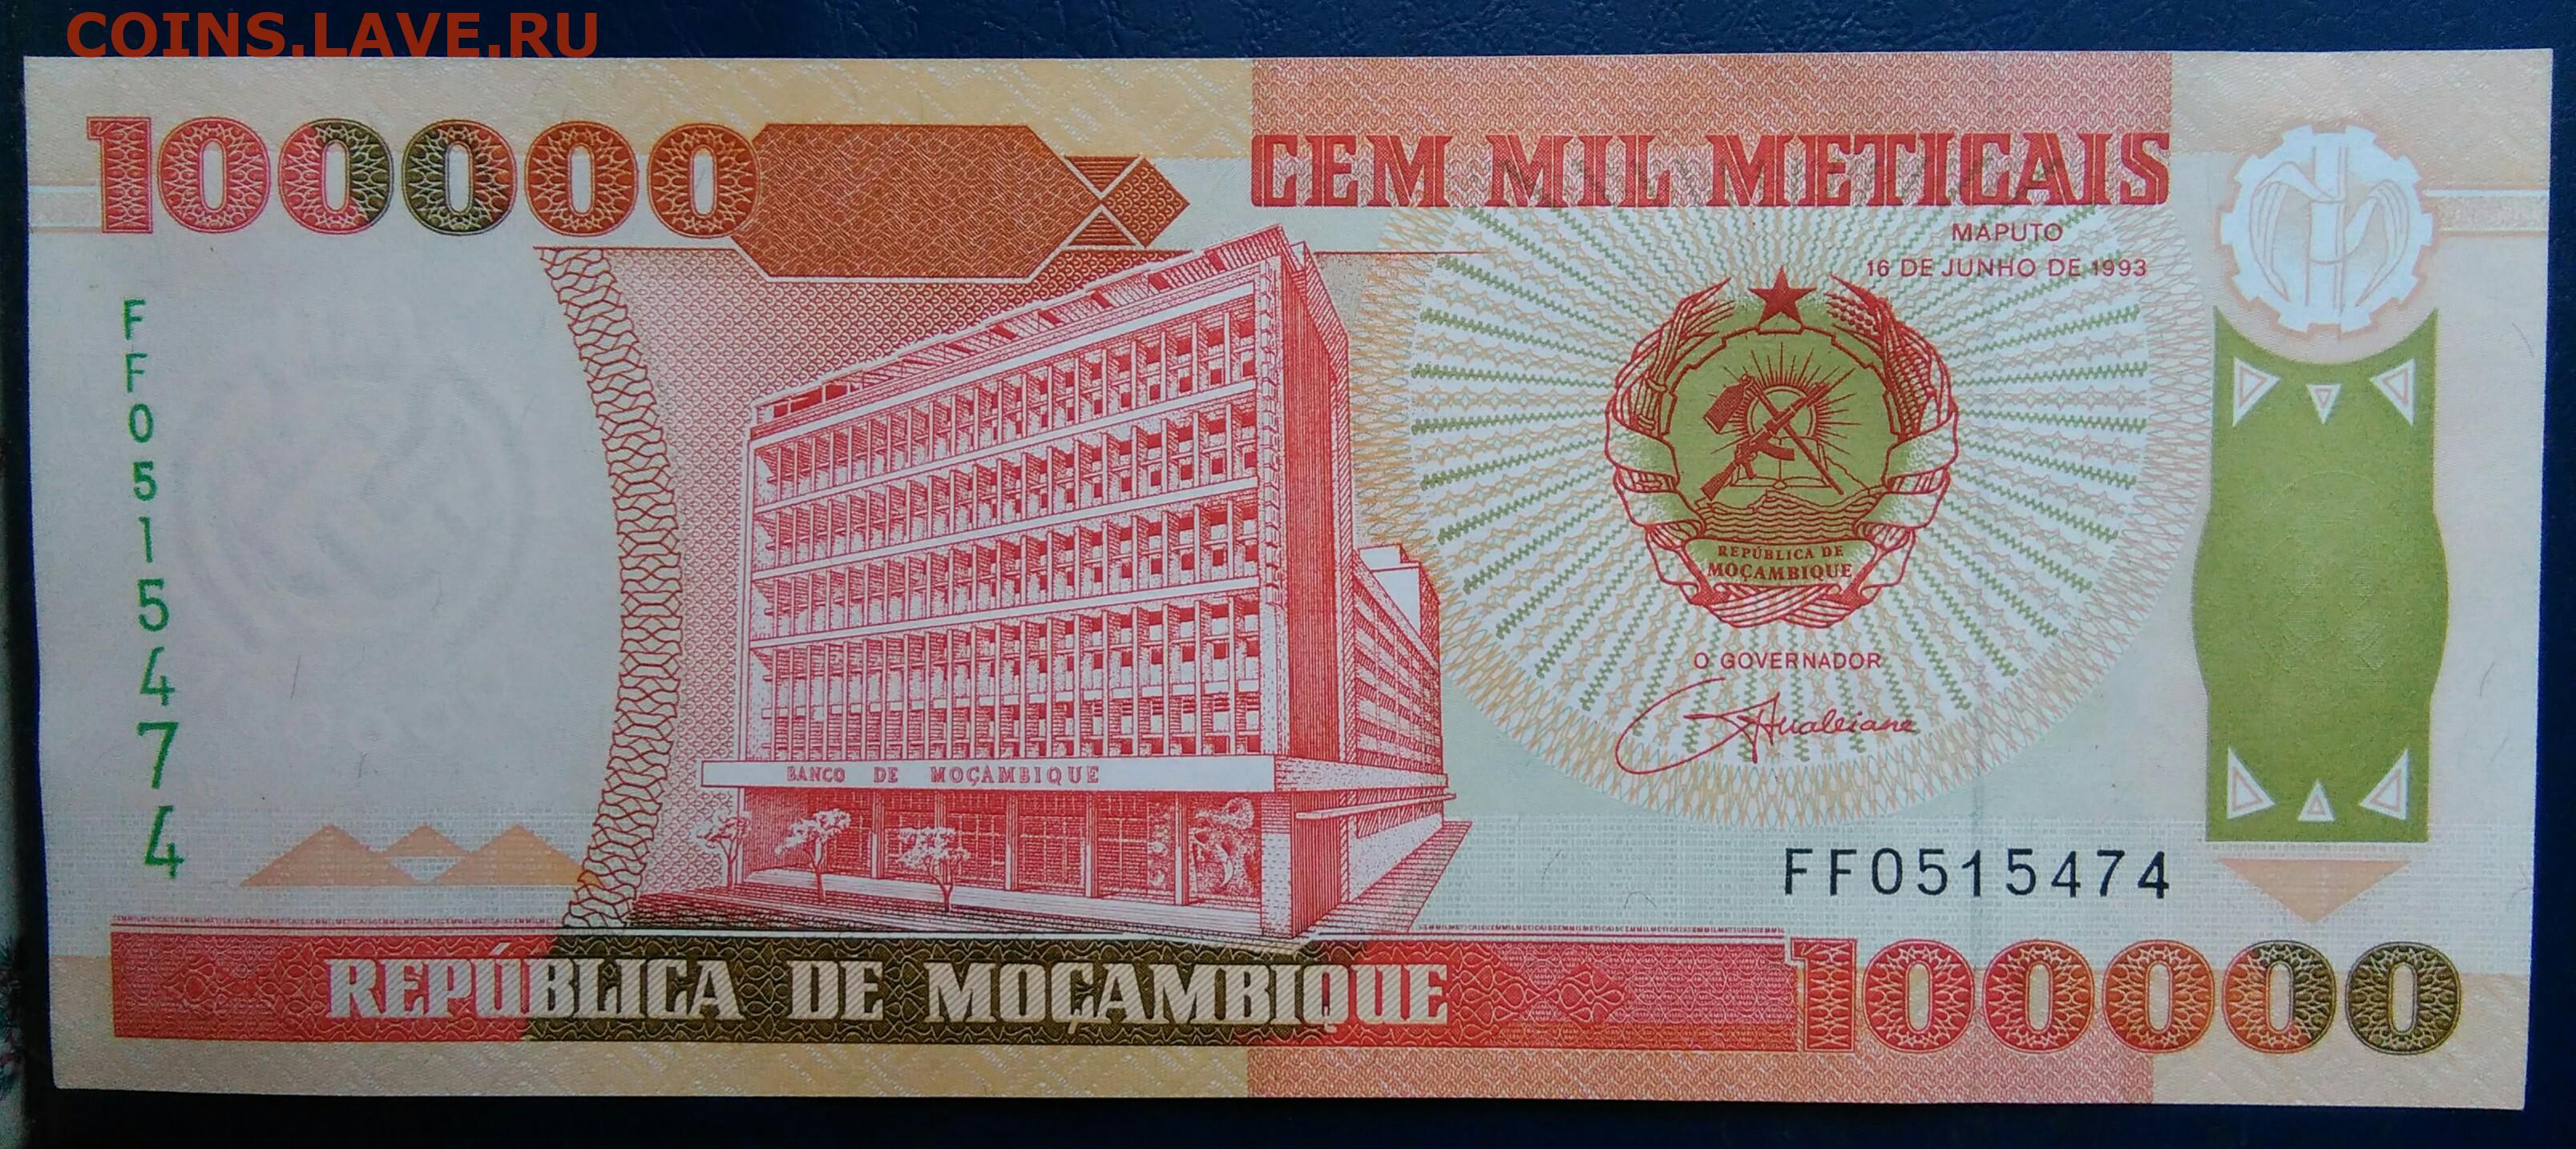 COINS.LAVE.RU
100000
CEM MIL METICAIS
MAPUTO
16 DE JUNHO DE 1993
FF0515474
REPÚBLICA DE
MOÇAMBIQUE
O GOVERNADOR
BANCO DE MOÇAMBIQUE
FF0515474
REPÚBLICA DE MOÇAMBIQUE
100000